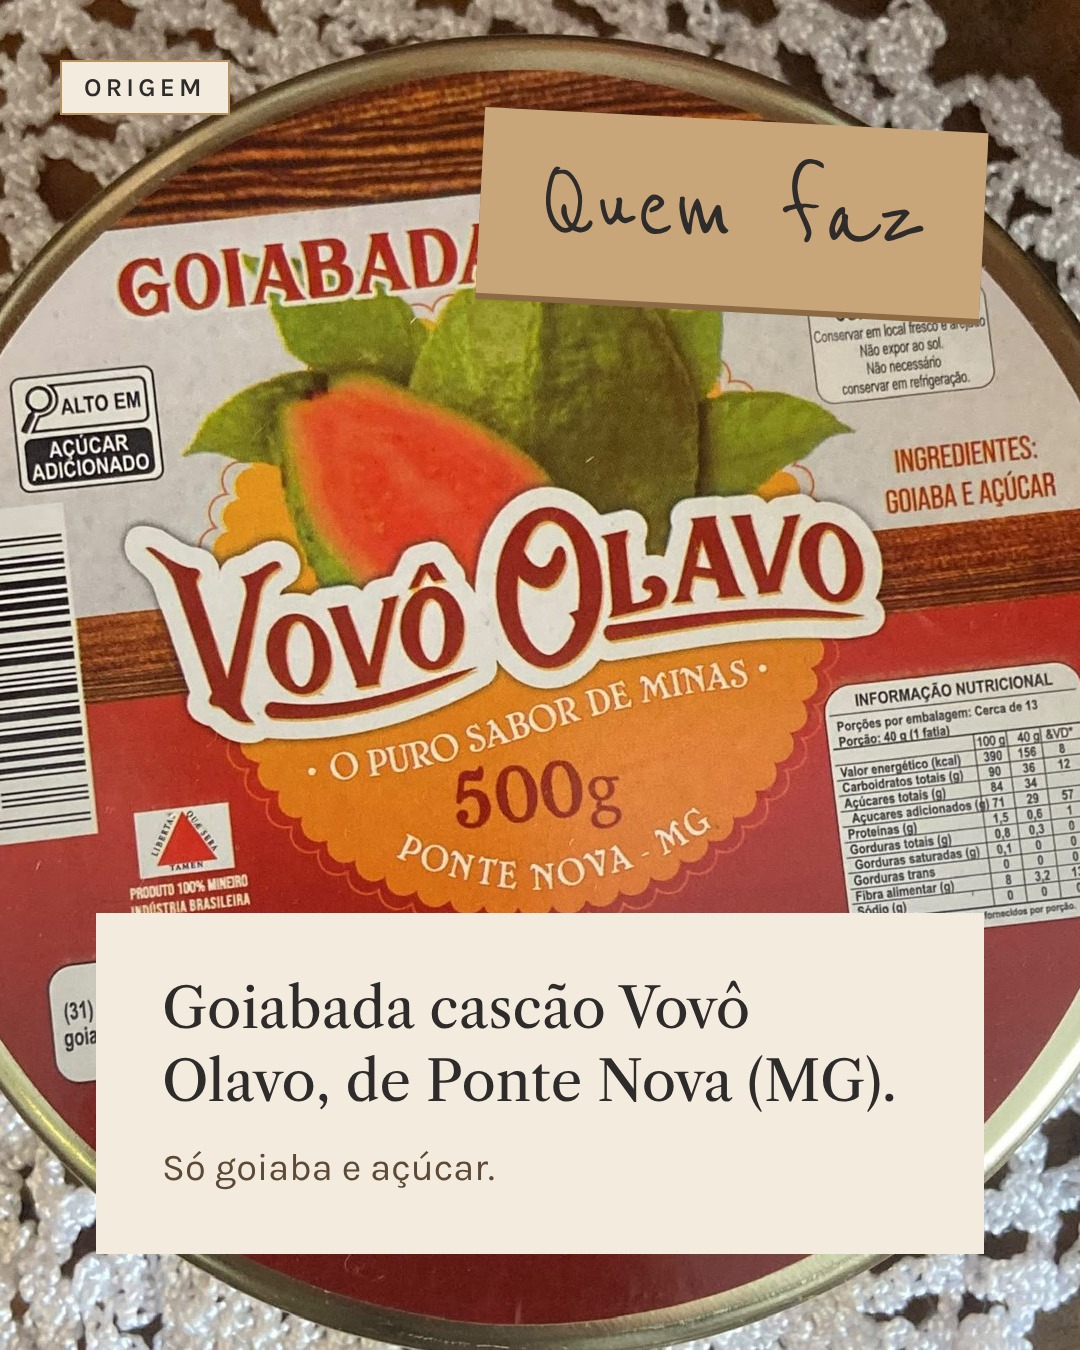 ORIGEM
Quem faz
GOIABADA
Conservar em local fresco e arejado
Não expor ao sol.
Não necessário
conservar em refrigeração.
ALTO EM
AÇÚCAR
ADICIONADO
INGREDIENTES:
GOIABA E AÇÚCAR
VOVÔ OLAVO
• O PURO SABOR DE MINAS •
500g
PONTE NOVA - MG
LIBERTAS QUÆ SERA
TAMEN
PRODUTO 100% MINEIRO
INDÚSTRIA BRASILEIRA
INFORMAÇÃO NUTRICIONAL
Porções por embalagem: Cerca de 13
Porção: 40 g (1 fatia)
100 g 40 g &VD*
Valor energético (kcal) 390 156 8
Carboidratos totais (g) 90 36 12
Açúcares totais (g) 84 34
Açucares adicionados (g) 71 29 57
Proteínas (g) 1,5 0,6 1
Gorduras totais (g) 0,8 0,3 0
Gorduras saturadas (g) 0,1 0 0
Gorduras trans 0 0 0
Fibra alimentar (g) 8 3,2
Sódio (g) 0 0
fornecidos por porção.
(31)
goia
Goiabada cascão Vovô
Olavo, de Ponte Nova (MG).
Só goiaba e açúcar.